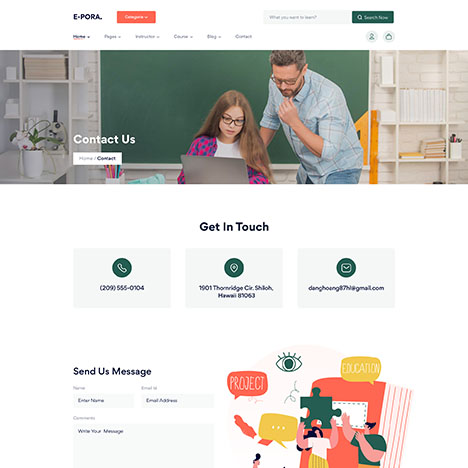 E-PORA.
Categorie
What you want to learn?
Search Now
Home
Pages
Instructor
Course
Blog
Contact
Contact Us
Home / Contact
Get In Touch
(209) 555-0104
1901 Thornridge Cir. Shiloh,
Hawaii 81063
danghoang87hl@gmail.com
Send Us Message
Name
Email Id
Enter Name
Email Address
Comments
Write Your Message
PROJECT
EDUCATION